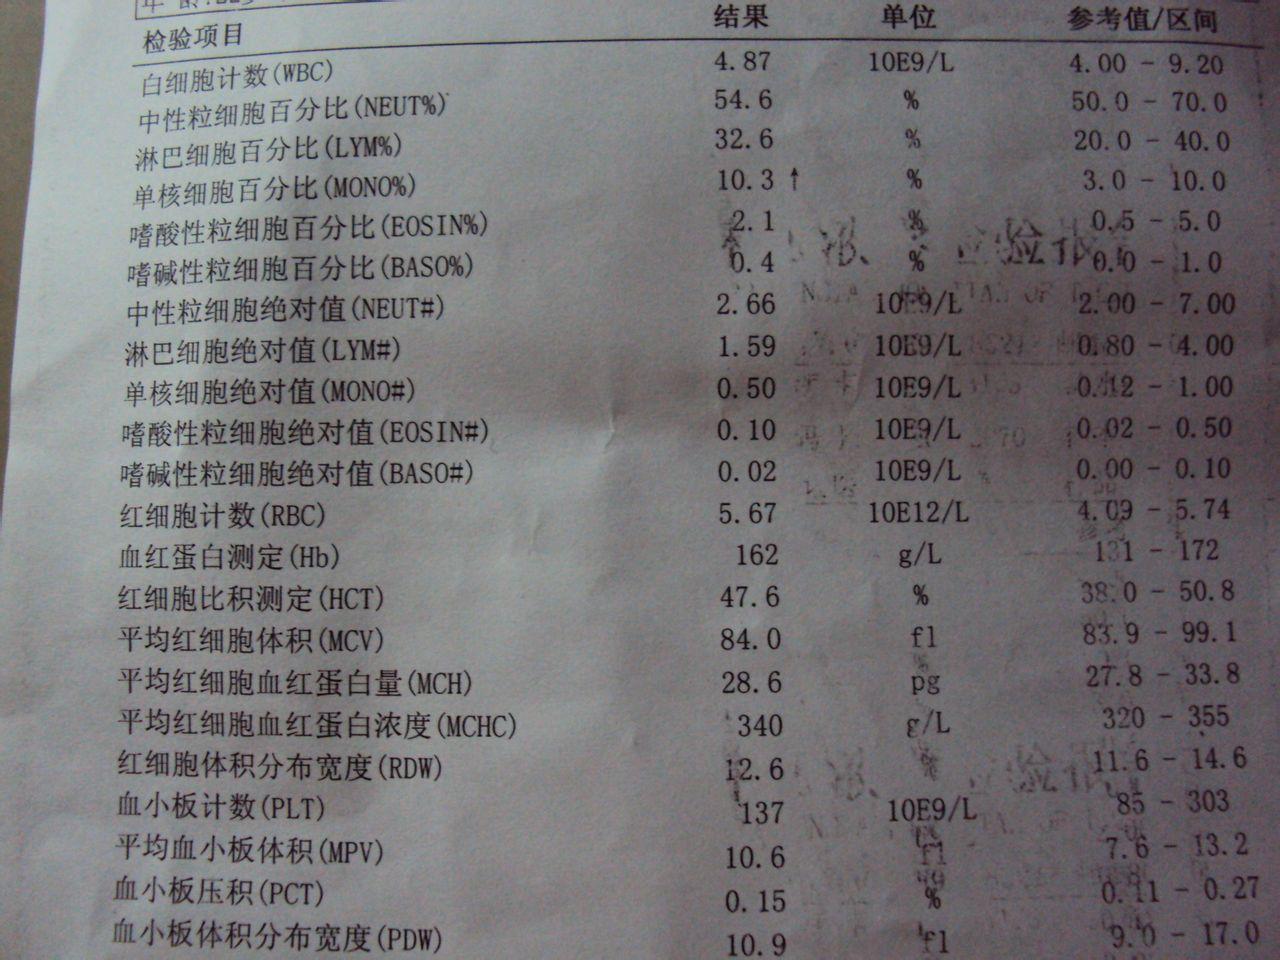 年 龄:
检验项目 结果 单位 参考值/区间
白细胞计数(WBC) 4.87 10E9/L 4.00 - 9.20
中性粒细胞百分比(NEUT%) 54.6 % 50.0 - 70.0
淋巴细胞百分比(LYM%) 32.6 % 20.0 - 40.0
单核细胞百分比(MONO%) 10.3 ↑ % 3.0 - 10.0
嗜酸性粒细胞百分比(EOSIN%) 2.1 % 0.5 - 5.0
嗜碱性粒细胞百分比(BASO%) 0.4 % 0.0 - 1.0
中性粒细胞绝对值(NEUT#) 2.66 10E9/L 2.00 - 7.00
淋巴细胞绝对值(LYM#) 1.59 10E9/L 0.80 - 4.00
单核细胞绝对值(MONO#) 0.50 10E9/L 0.12 - 1.00
嗜酸性粒细胞绝对值(EOSIN#) 0.10 10E9/L 0.02 - 0.50
嗜碱性粒细胞绝对值(BASO#) 0.02 10E9/L 0.00 - 0.10
红细胞计数(RBC) 5.67 10E12/L 4.09 - 5.74
血红蛋白测定(Hb) 162 g/L 131 - 172
红细胞比积测定(HCT) 47.6 % 38.0 - 50.8
平均红细胞体积(MCV) 84.0 fl 83.9 - 99.1
平均红细胞血红蛋白量(MCH) 28.6 pg 27.8 - 33.8
平均红细胞血红蛋白浓度(MCHC) 340 g/L 320 - 355
红细胞体积分布宽度(RDW) 12.6 % 11.6 - 14.6
血小板计数(PLT) 137 10E9/L 85 - 303
平均血小板体积(MPV) 10.6 fl 7.6 - 13.2
血小板压积(PCT) 0.15 % 0.11 - 0.27
血小板体积分布宽度(PDW) 10.9 fl 9.0 - 17.0